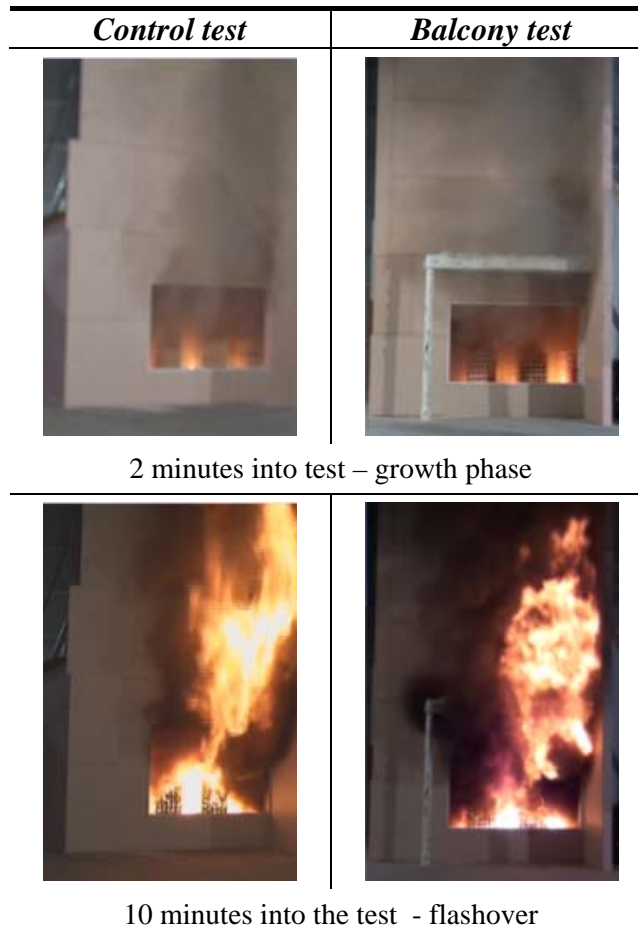 Control test
Balcony test
2 minutes into test – growth phase
10 minutes into the test - flashover